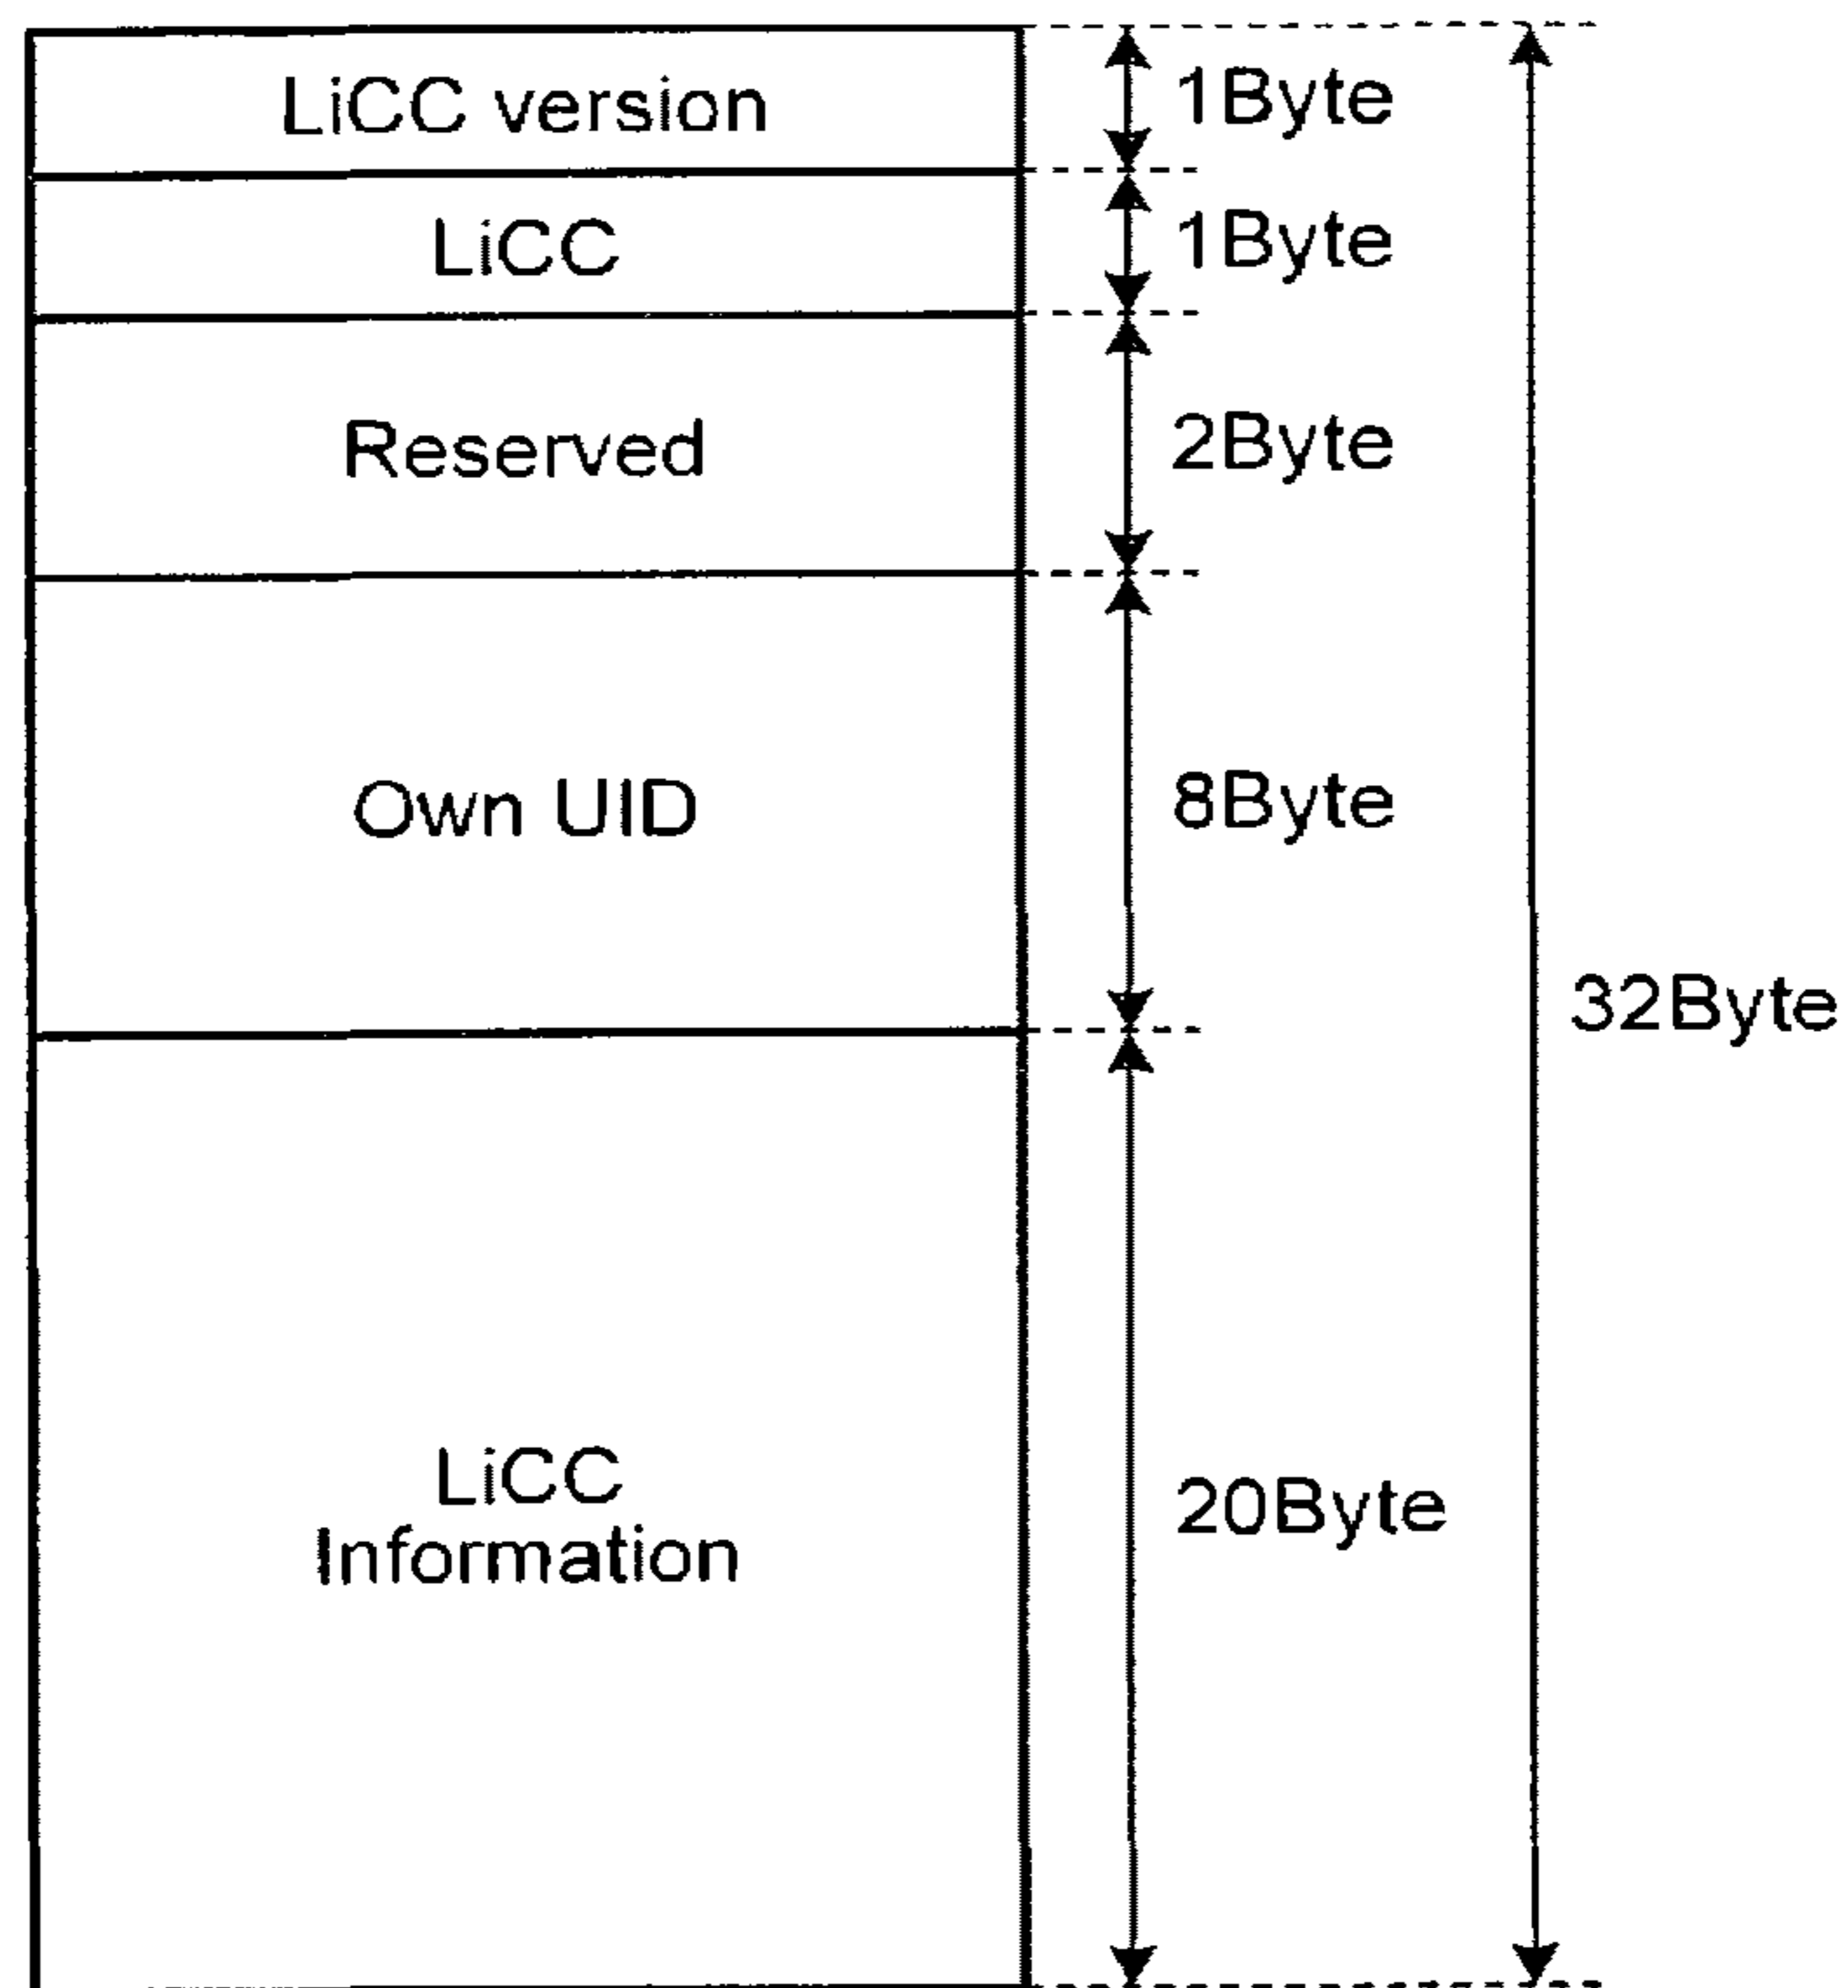 LiCC version
1Byte
LiCC
1Byte
Reserved
2Byte
Own UID
8Byte
32Byte
LiCC
Information
20Byte